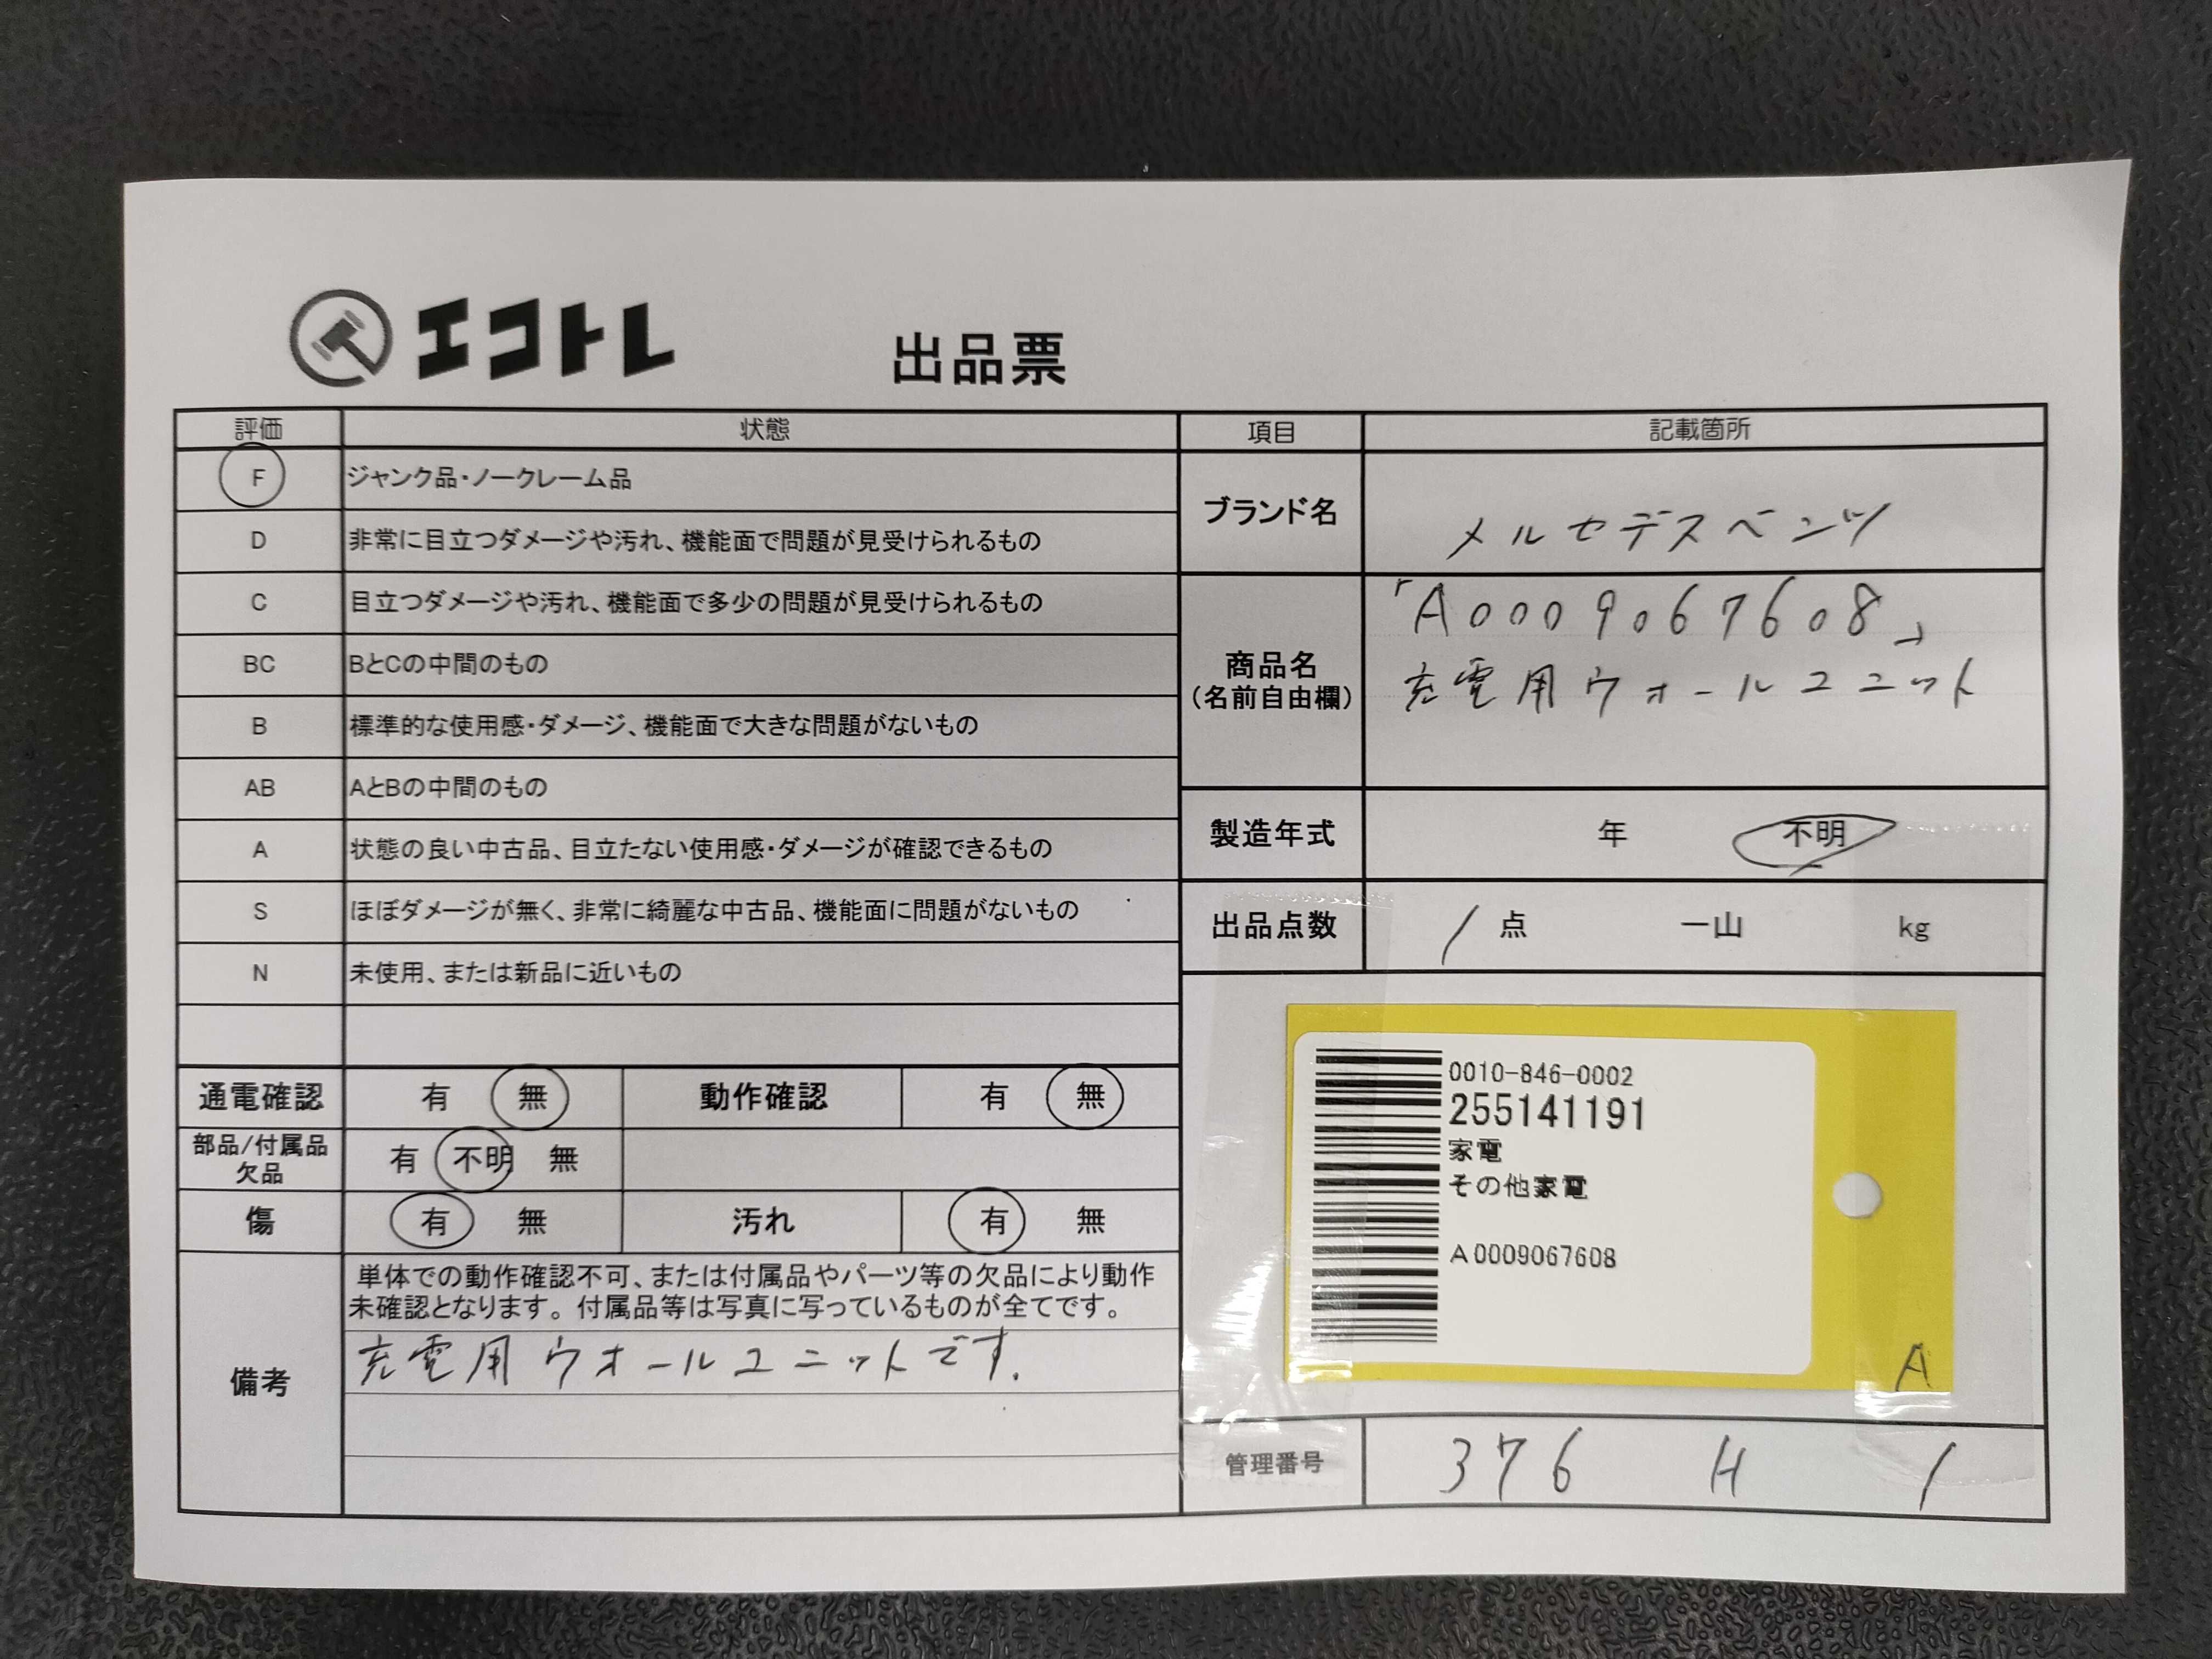 エコトレ 出品票
評価 状態
F ジャンク品・ノークレーム品
D 非常に目立つダメージや汚れ、機能面で問題が見受けられるもの
C 目立つダメージや汚れ、機能面で多少の問題が見受けられるもの
BC BとCの中間のもの
B 標準的な使用感・ダメージ、機能面で大きな問題がないもの
AB AとBの中間のもの
A 状態の良い中古品、目立たない使用感・ダメージが確認できるもの
S ほぼダメージが無く、非常に綺麗な中古品、機能面に問題がないもの
N 未使用、または新品に近いもの
通電確認 有 無 動作確認 有 無
部品/付属品
欠品
有 不明 無
傷 有 無 汚れ 有 無
備考
単体での動作確認不可、または付属品やパーツ等の欠品により動作
未確認となります。付属品等は写真に写っているものが全てです。
充電用ウォールユニットです.
項目 記載箇所
ブランド名 メルセデスベンツ
商品名
(名前自由欄)
「A0009067608」
充電用ウォールユニット
製造年式 年 不明
出品点数 1 点 一山 kg
0010-846-0002
255141191
家電
その他家電
A0009067608
A
管理番号 376 H 1